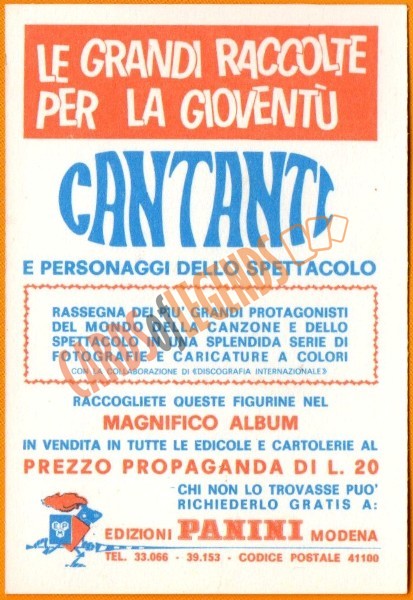 LE GRANDI RACCOLTE
PER LA GIOVENTÙ
CANTANTI
E PERSONAGGI DELLO SPETTACOLO
RASSEGNA DEI PIU' GRANDI PROTAGONISTI
DEL MONDO DELLA CANZONE E DELLO
SPETTACOLO IN UNA SPLENDIDA SERIE DI
FOTOGRAFIE E CARICATURE A COLORI
CON LA COLLABORAZIONE DI «DISCOGRAFIA INTERNAZIONALE»
RACCOGLIETE QUESTE FIGURINE NEL
MAGNIFICO ALBUM
IN VENDITA IN TUTTE LE EDICOLE E CARTOLERIE AL
PREZZO PROPAGANDA DI L. 20
CHI NON LO TROVASSE PUO'
RICHIEDERLO GRATIS A:
EDIZIONI PANINI MODENA
TEL. 33.066 - 39.153 - CODICE POSTALE 41100
CARDS OF LEGENDS